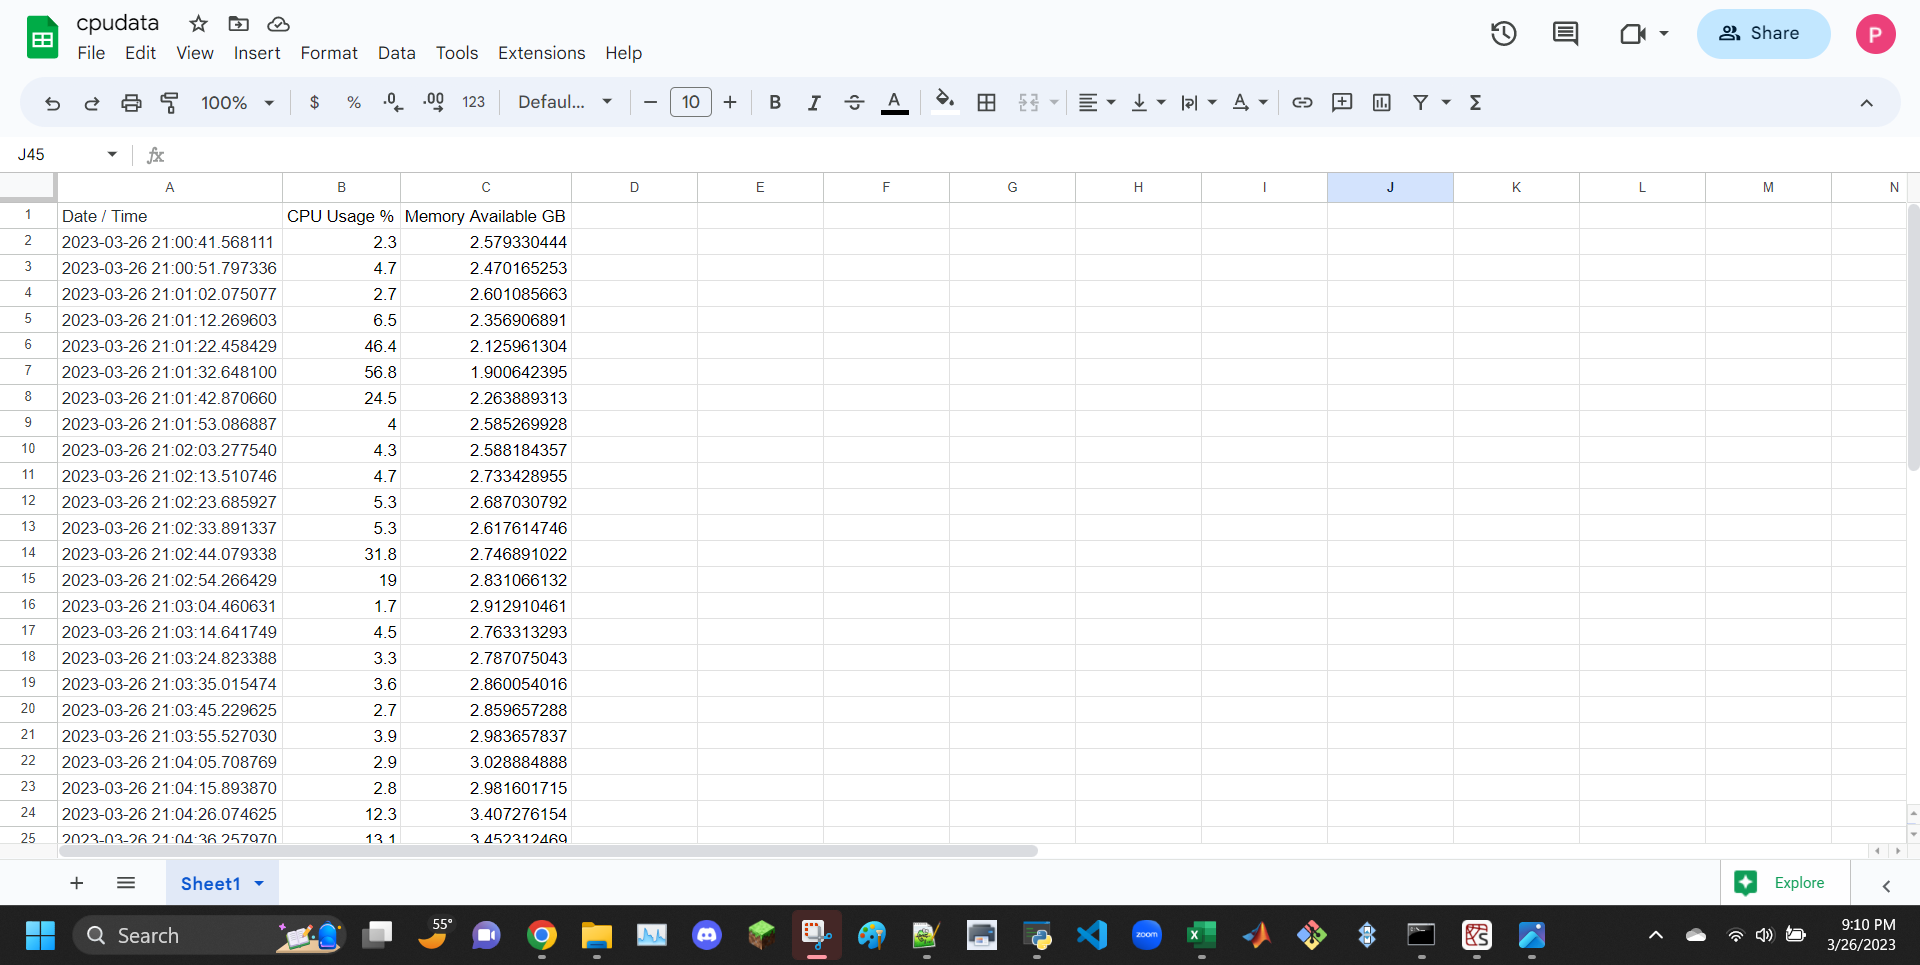 cpudata
File Edit View Insert Format Data Tools Extensions Help
Share
P
100% $ % .0 .00 123 Defaul... 10 B I S A A Σ
J45 fx
A B C D E F G H I J K L M N
1 Date / Time CPU Usage % Memory Available GB
2 2023-03-26 21:00:41.568111 2.3 2.579330444
3 2023-03-26 21:00:51.797336 4.7 2.470165253
4 2023-03-26 21:01:02.075077 2.7 2.601085663
5 2023-03-26 21:01:12.269603 6.5 2.356906891
6 2023-03-26 21:01:22.458429 46.4 2.125961304
7 2023-03-26 21:01:32.648100 56.8 1.900642395
8 2023-03-26 21:01:42.870660 24.5 2.263889313
9 2023-03-26 21:01:53.086887 4 2.585269928
10 2023-03-26 21:02:03.277540 4.3 2.588184357
11 2023-03-26 21:02:13.510746 4.7 2.733428955
12 2023-03-26 21:02:23.685927 5.3 2.687030792
13 2023-03-26 21:02:33.891337 5.3 2.617614746
14 2023-03-26 21:02:44.079338 31.8 2.746891022
15 2023-03-26 21:02:54.266429 19 2.831066132
16 2023-03-26 21:03:04.460631 1.7 2.912910461
17 2023-03-26 21:03:14.641749 4.5 2.763313293
18 2023-03-26 21:03:24.823388 3.3 2.787075043
19 2023-03-26 21:03:35.015474 3.6 2.860054016
20 2023-03-26 21:03:45.229625 2.7 2.859657288
21 2023-03-26 21:03:55.527030 3.9 2.983657837
22 2023-03-26 21:04:05.708769 2.9 3.028884888
23 2023-03-26 21:04:15.893870 2.8 2.981601715
24 2023-03-26 21:04:26.074625 12.3 3.407276154
25 2023-03-26 21:04:36.257970 13.1 3.452312469
Sheet1 Explore
Search 55° zoom 9:10 PM
3/26/2023